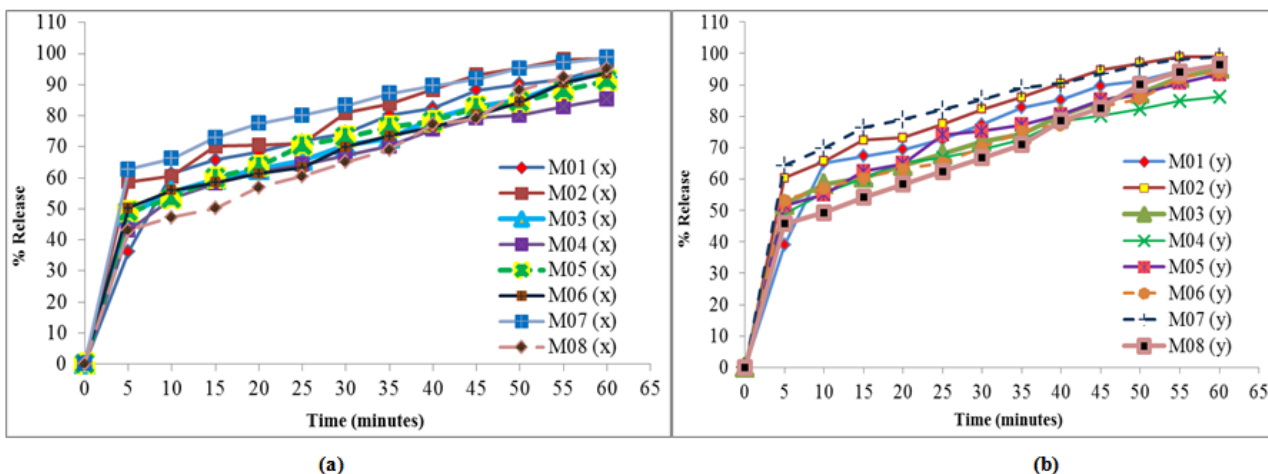 110
100
90
80
70
60
50
40
30
20
10
0
% Release
M01 (x)
M02 (x)
M03 (x)
M04 (x)
M05 (x)
M06 (x)
M07 (x)
M08 (x)
0 5 10 15 20 25 30 35 40 45 50 55 60 65
Time (minutes)
(a)
110
100
90
80
70
60
50
40
30
20
10
0
% Release
M01 (y)
M02 (y)
M03 (y)
M04 (y)
M05 (y)
M06 (y)
M07 (y)
M08 (y)
0 5 10 15 20 25 30 35 40 45 50 55 60 65
Time (minutes)
(b)